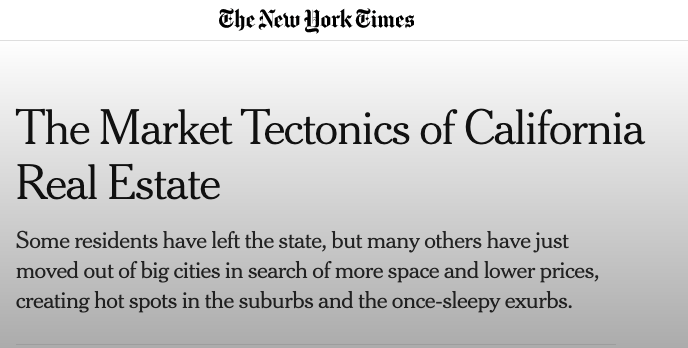 The New York Times
The Market Tectonics of California
Real Estate
Some residents have left the state, but many others have just
moved out of big cities in search of more space and lower prices,
creating hot spots in the suburbs and the once-sleepy exurbs.